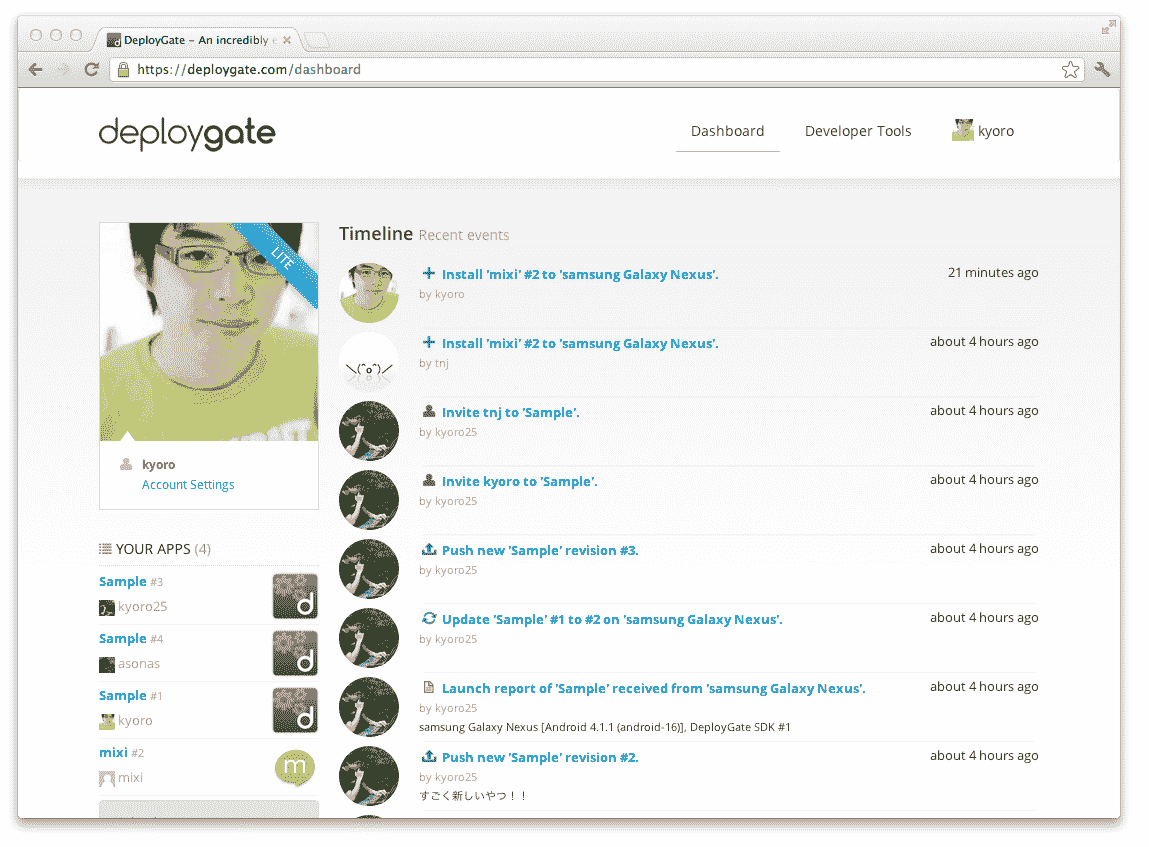 DeployGate – An incredibly e
https://deploygate.com/dashboard
deploygate
Dashboard
Developer Tools
kyoro
LITE
kyoro
Account Settings
YOUR APPS (4)
Sample #3
kyoro25
Sample #4
asonas
Sample #1
kyoro
mixi #2
mixi
Timeline Recent events
Install 'mixi' #2 to 'samsung Galaxy Nexus'.
21 minutes ago
by kyoro
\(^o^)/
Install 'mixi' #2 to 'samsung Galaxy Nexus'.
about 4 hours ago
by tnj
Invite tnj to 'Sample'.
about 4 hours ago
by kyoro25
Invite kyoro to 'Sample'.
about 4 hours ago
by kyoro25
Push new 'Sample' revision #3.
about 4 hours ago
by kyoro25
Update 'Sample' #1 to #2 on 'samsung Galaxy Nexus'.
about 4 hours ago
by kyoro25
Launch report of 'Sample' received from 'samsung Galaxy Nexus'.
about 4 hours ago
by kyoro25
samsung Galaxy Nexus [Android 4.1.1 (android-16)], DeployGate SDK #1
Push new 'Sample' revision #2.
about 4 hours ago
by kyoro25
すごく新しいやつ！！